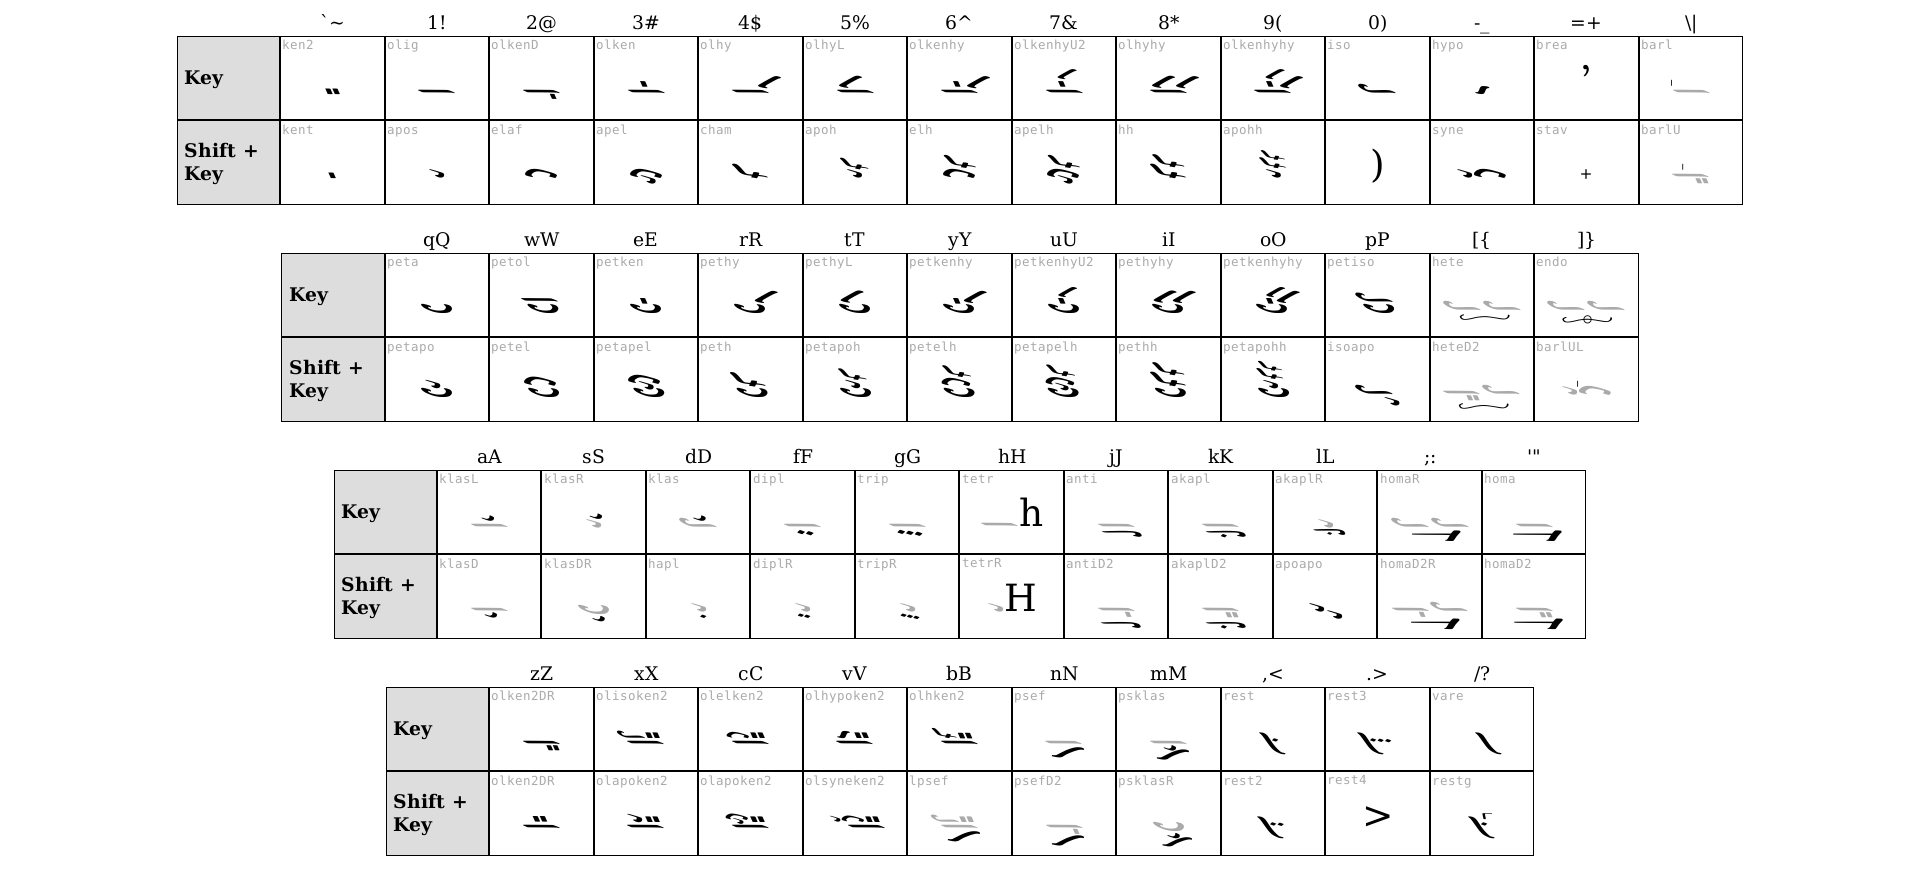 `~ 1! 2@ 3# 4$ 5% 6^ 7& 8* 9( 0) -_ =+ \|
ken2 olig olkenD olken olhy olhyL olkenhy olkenhyU2 olhyhy olkenhyhy iso hypo brea barl
Key ,
kent apos elaf apel cham apoh elh apelh hh apohh syne stav barlU
Shift + Key ) +
qQ wW eE rR tT yY uU iI oO pP [{ ]}
peta petol petken pethy pethyL petkenhy petkenhyU2 pethyhy petkenhyhy petiso hete endo
Key
petapo petel petapel peth petapoh petelh petapelh pethh petapohh isoapo heteD2 barlUL
Shift + Key
aA sS dD fF gG hH jJ kK lL ;: '"
klasL klasR klas dipl trip tetr anti akapl akaplR homaR homa
Key h
klasD klasDR hapl diplR tripR tetrR antiD2 akaplD2 apoapo homaD2R homaD2
Shift + Key H
zZ xX cC vV bB nN mM ,< .> /?
olken2DR olisoken2 olelken2 olhypoken2 olhken2 psef psklas rest rest3 vare
Key
olken2DR olapoken2 olapoken2 olsyneken2 lpsef psefD2 psklasR rest2 rest4 restg
Shift + Key >